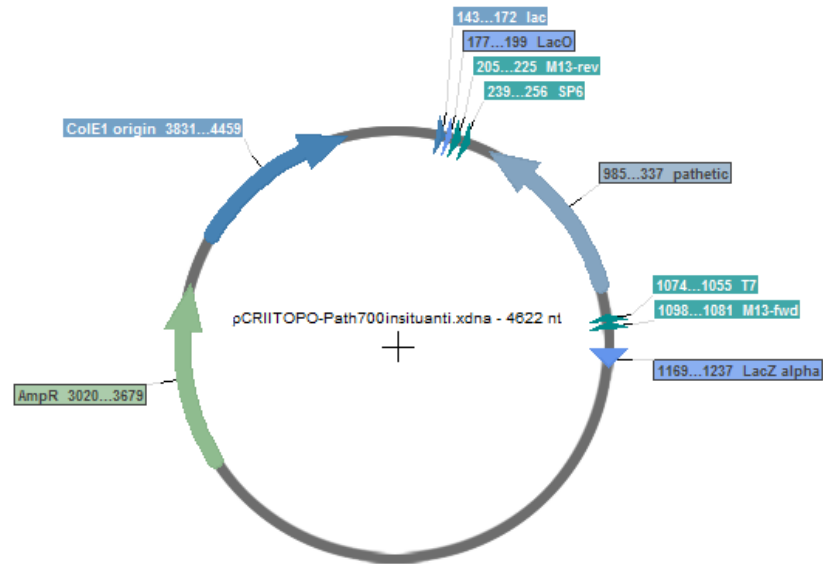 143...172 lac
177...199 LacO
205...225 M13-rev
239...256 SP6
ColE1 origin 3831...4459
985...337 pathetic
1074...1055 T7
1098...1081 M13-fwd
pCRIITOPO-Path700insituanti.xdna - 4622 nt
1169...1237 LacZ alpha
AmpR 3020...3679